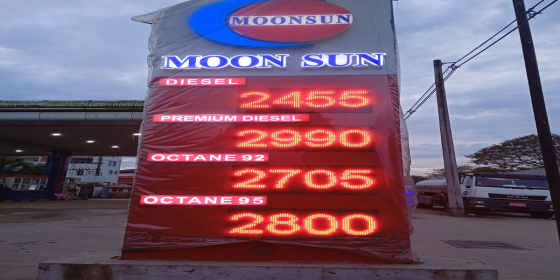 MOONSUN
MOON SUN
DIESEL
2455
PREMIUM DIESEL
2990
OCTANE 92
2705
OCTANE 95
2800